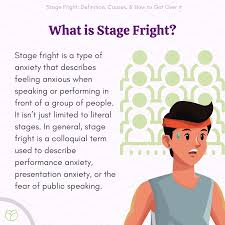 Stage Fright: Definition, Causes, & How to Get Over It
What is Stage Fright?
Stage fright is a type of
anxiety that describes
feeling anxious when
speaking or performing in
front of a group of people.
It isn't just limited to literal
stages. In general, stage
fright is a colloquial term
used to describe
performance anxiety,
presentation anxiety, or the
fear of public speaking.